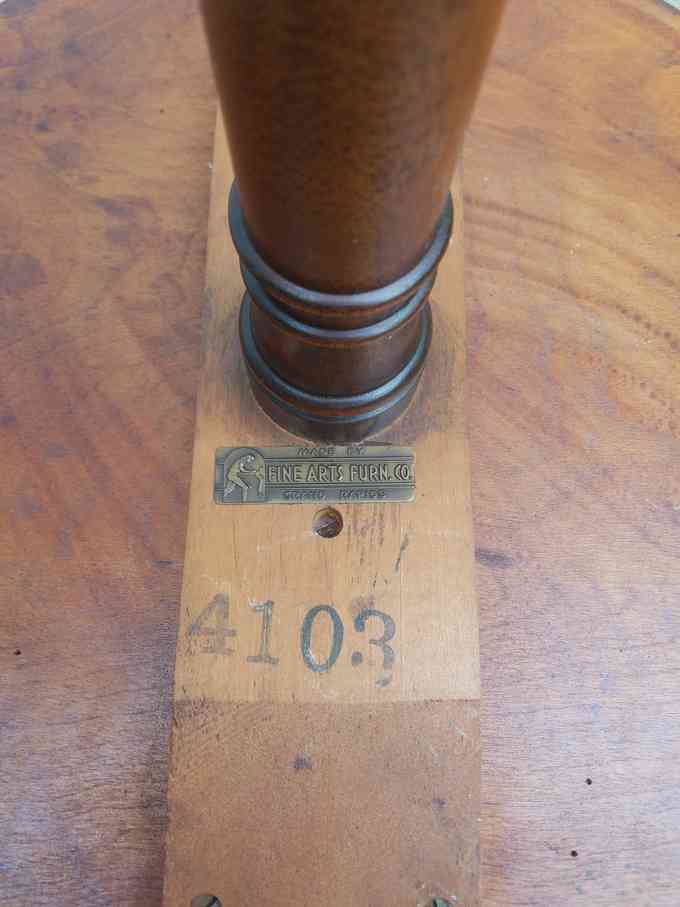 MADE BY
FINE ARTS FURN. CO.
GRAND RAPIDS
4103